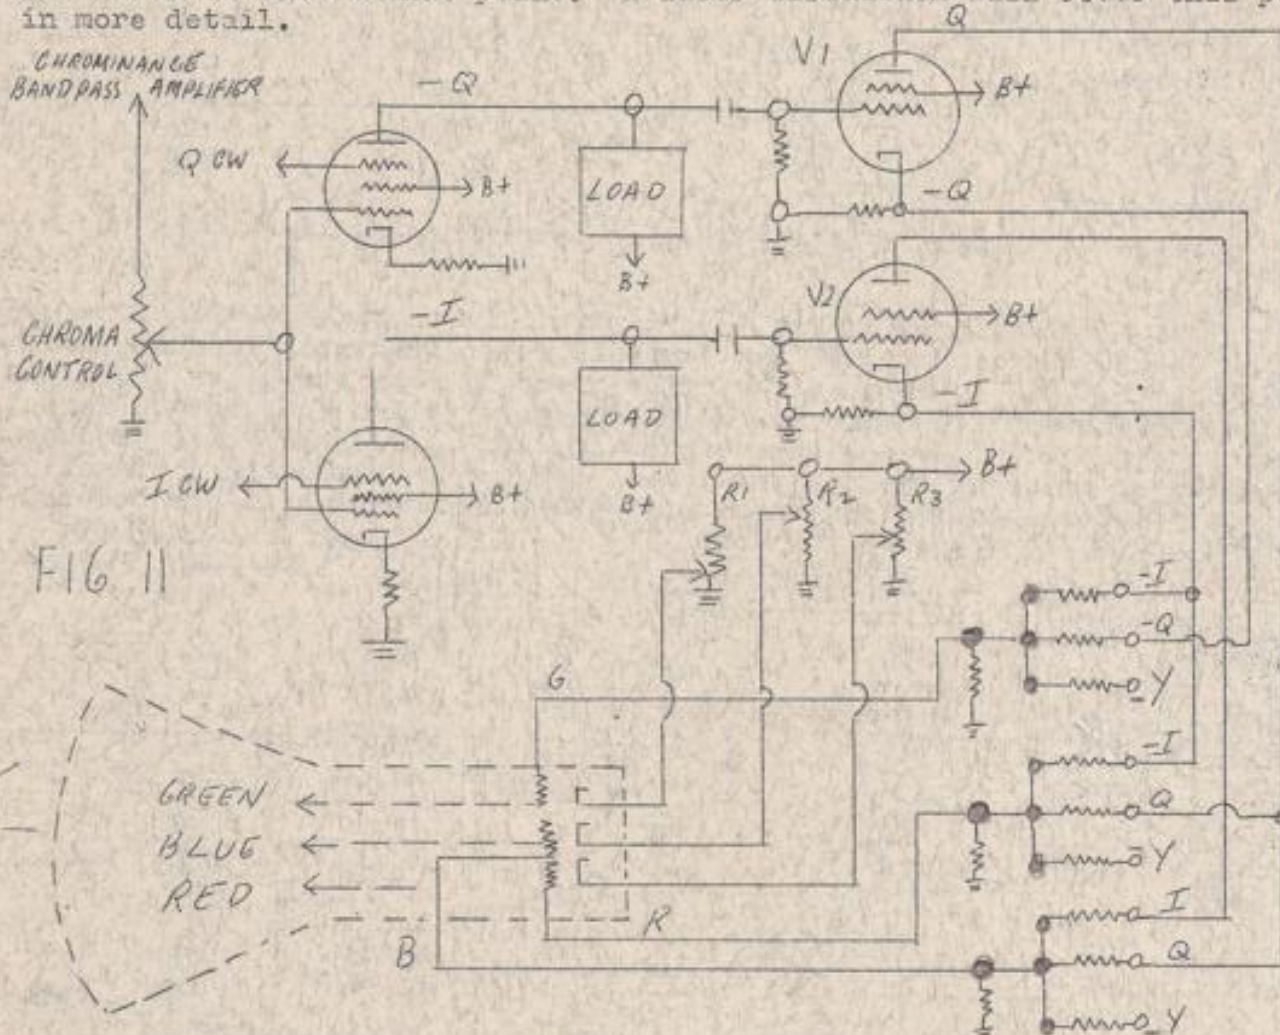 in more detail.
CHROMINANCE
BANDPASS AMPLIFIER
-Q
Q
V1
B+
Q CW
B+
LOAD
-Q
B+
V2
B+
-I
CHROMA
CONTROL
LOAD
-I
B+
I CW
B+
B+
R1
R2
R3
FIG 11
-I
-Q
Y
G
-I
Q
Y
GREEN
BLUE
RED
I
R
B
Q
Y